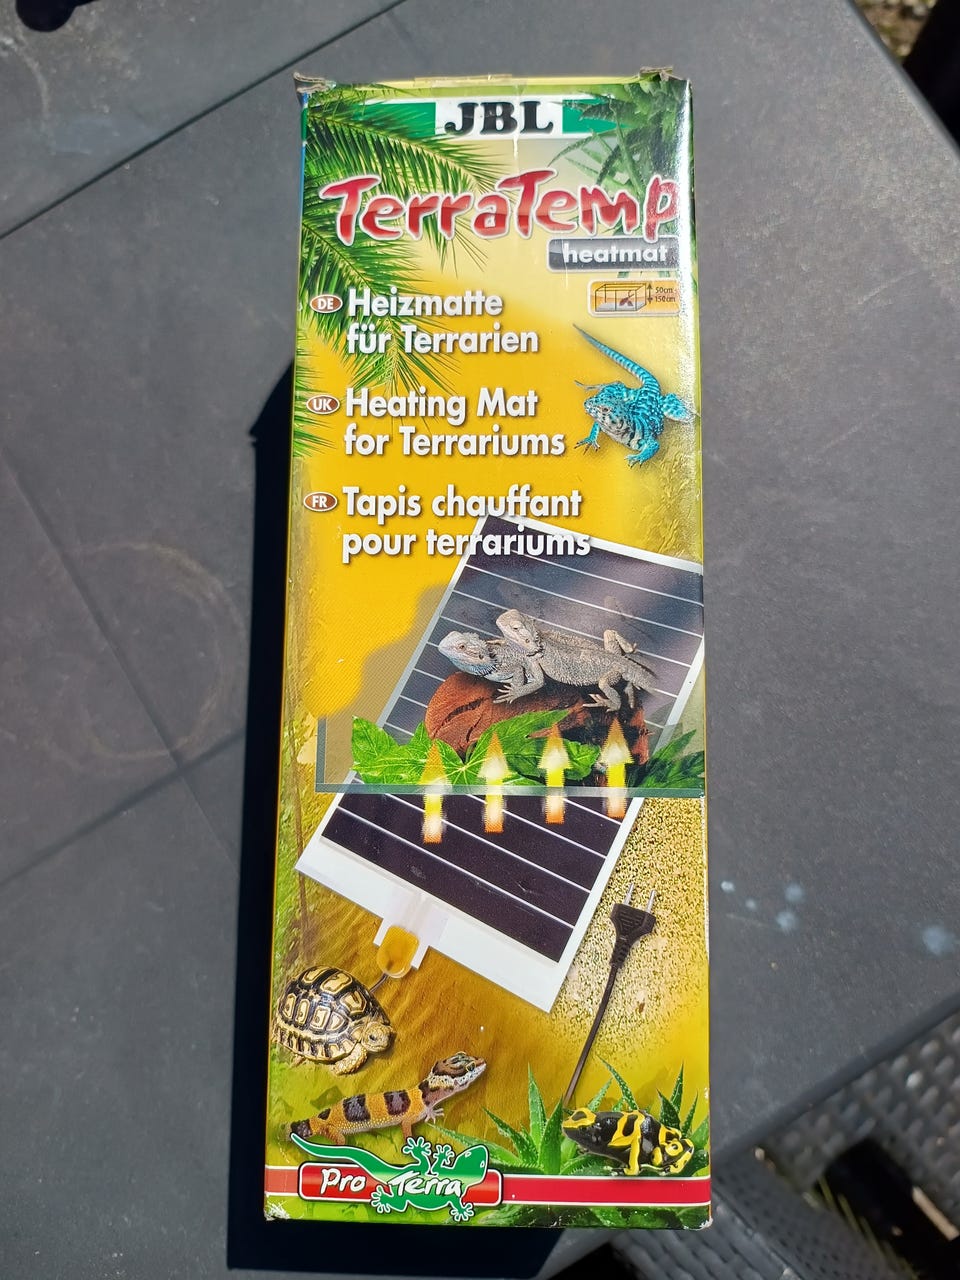 JBL
TerraTemp
heatmat
50cm
150cm
DE Heizmatte
für Terrarien
UK Heating Mat
for Terrariums
FR Tapis chauffant
pour terrariums
Pro Terra